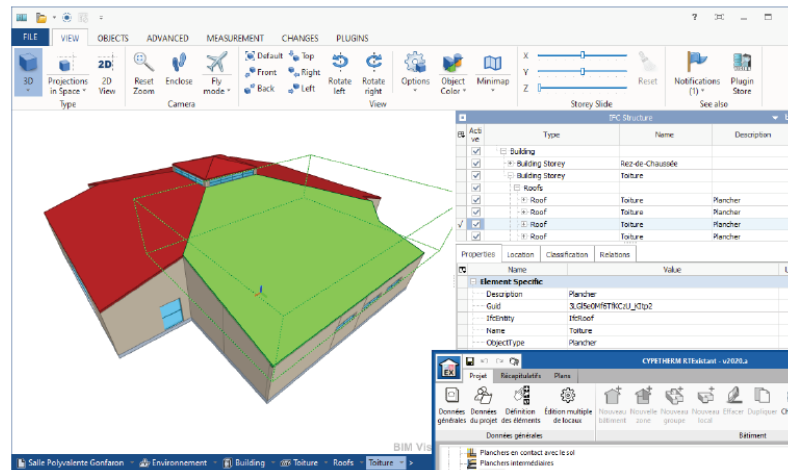 FILE VIEW OBJECTS ADVANCED MEASUREMENT CHANGES PLUGINS
3D Projections in Space 2D View Reset Zoom Enclose Fly mode Default Top Front Right Back Left Rotate left Rotate right Options Object Color Minimap X Y Z Reset Notifications (1) Plugin Store
Type Camera View Storey Slide See also
IFC Structure
Active Type Name Description
Building
Building Storey Rez-de-Chaussée
Building Storey Toiture
Roofs
Roof Toiture Plancher
Roof Toiture Plancher
Roof Toiture Plancher
Roof Toiture Plancher
Properties Location Classification Relations
Name Value
Element Specific
Description Plancher
Guid
IfcEntity IfcRoof
Name Toiture
ObjectType Plancher
CYPETHERM RTExistant - v2020.a
EX
Projet Récapitulatifs Plans
Données générales Données du projet Définition des éléments Édition multiple de locaux Nouveau bâtiment Nouvelle zone Nouveau groupe Nouveau local Effacer Dupliquer
Données générales Bâtiment
Planchers en contact avec le sol
Planchers intermédiaires
BIM Vis
Salle Polyvalente Gonfaron Environnement Building Toiture Roofs Toiture >